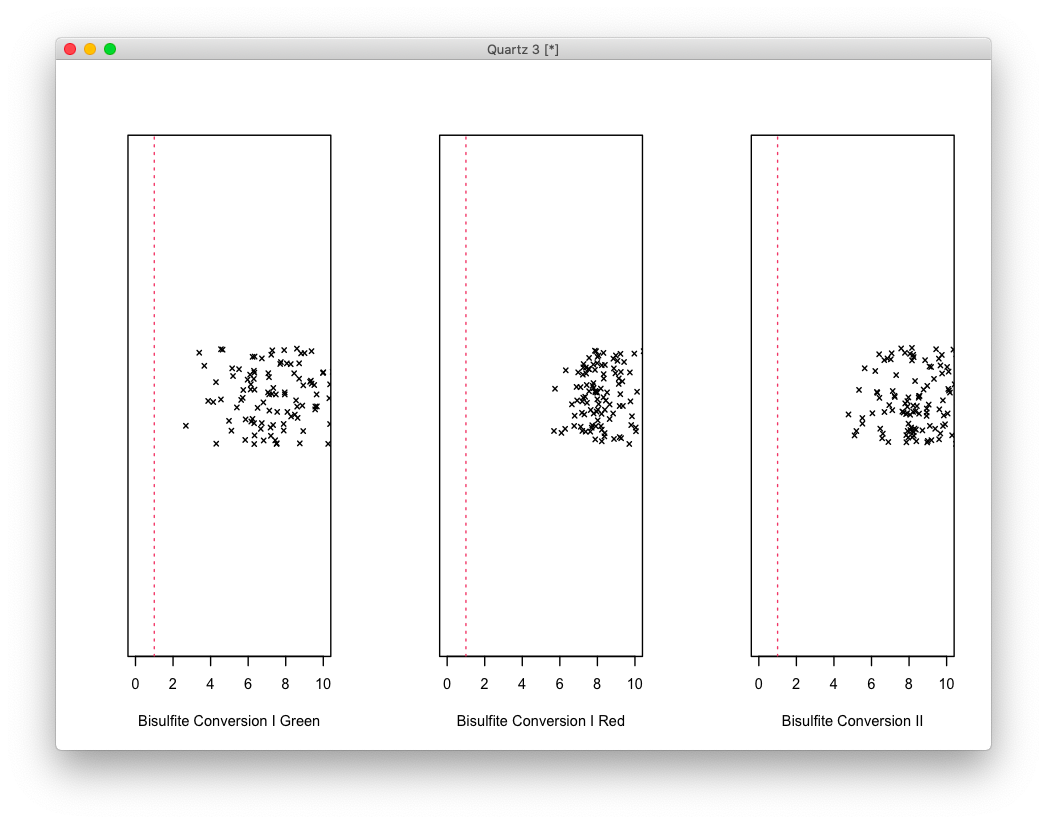 Quartz 3 [*]
0 2 4 6 8 10
0 2 4 6 8 10
0 2 4 6 8 10
Bisulfite Conversion I Green
Bisulfite Conversion I Red
Bisulfite Conversion II